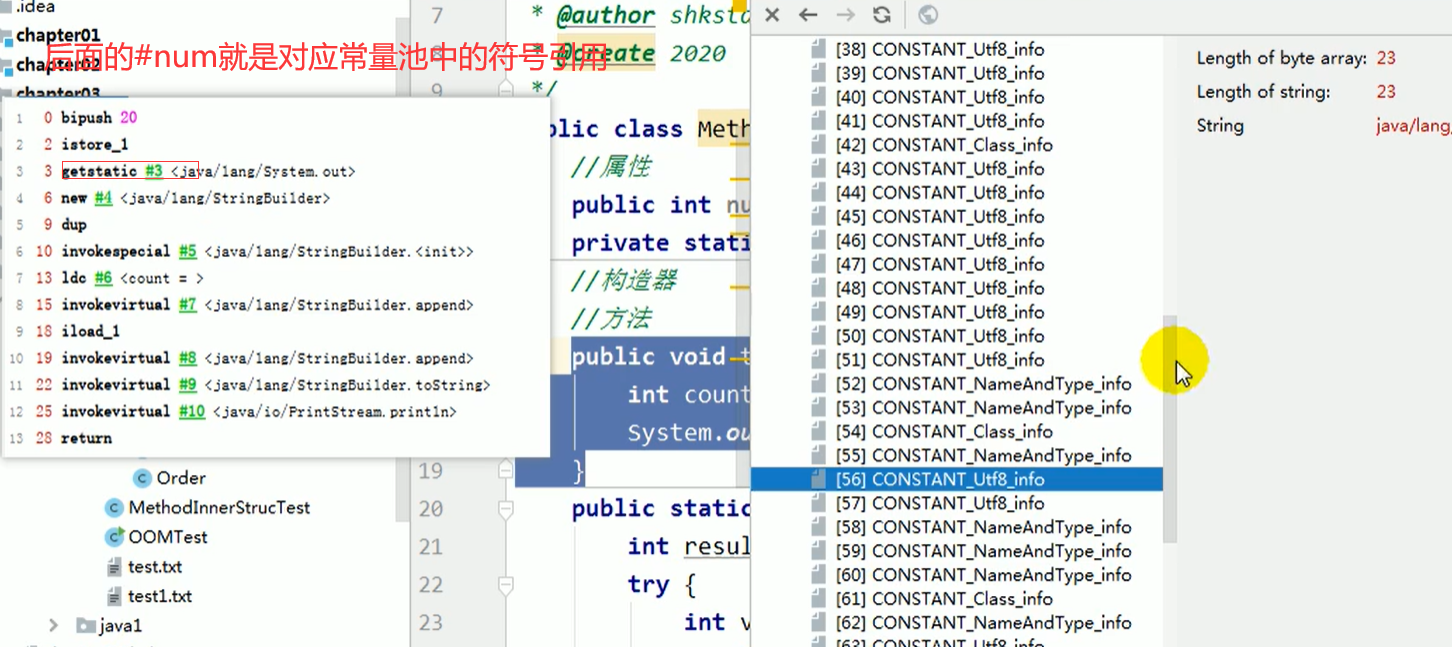 .idea
chapter01
chapter02
chapter03
后面的#num就是对应常量池中的符号引用
1 0 bipush 20
2 2 istore_1
3 3 getstatic #3 <java/lang/System.out>
4 6 new #4 <java/lang/StringBuilder>
5 9 dup
6 10 invokespecial #5 <java/lang/StringBuilder.<init>>
7 13 ldc #6 <count = >
8 15 invokevirtual #7 <java/lang/StringBuilder.append>
9 18 iload_1
10 19 invokevirtual #8 <java/lang/StringBuilder.append>
11 22 invokevirtual #9 <java/lang/StringBuilder.toString>
12 25 invokevirtual #10 <java/io/PrintStream.println>
13 28 return
Order
MethodInnerStrucTest
OOMTest
test.txt
test1.txt
java1
7 * @author shksta
8 * @create 2020
9 */
blic class Meth
//属性
public int nu
private stati
//构造器
//方法
public void t
int count
System.ou
19 }
20 public static
21 int resul
22 try {
23 int v
[38] CONSTANT_Utf8_info
[39] CONSTANT_Utf8_info
[40] CONSTANT_Utf8_info
[41] CONSTANT_Utf8_info
[42] CONSTANT_Class_info
[43] CONSTANT_Utf8_info
[44] CONSTANT_Utf8_info
[45] CONSTANT_Utf8_info
[46] CONSTANT_Utf8_info
[47] CONSTANT_Utf8_info
[48] CONSTANT_Utf8_info
[49] CONSTANT_Utf8_info
[50] CONSTANT_Utf8_info
[51] CONSTANT_Utf8_info
[52] CONSTANT_NameAndType_info
[53] CONSTANT_NameAndType_info
[54] CONSTANT_Class_info
[55] CONSTANT_NameAndType_info
[56] CONSTANT_Utf8_info
[57] CONSTANT_Utf8_info
[58] CONSTANT_NameAndType_info
[59] CONSTANT_NameAndType_info
[60] CONSTANT_NameAndType_info
[61] CONSTANT_Class_info
[62] CONSTANT_NameAndType_info
[63] CONSTANT_Utf8_info
Length of byte array: 23
Length of string: 23
String java/lang